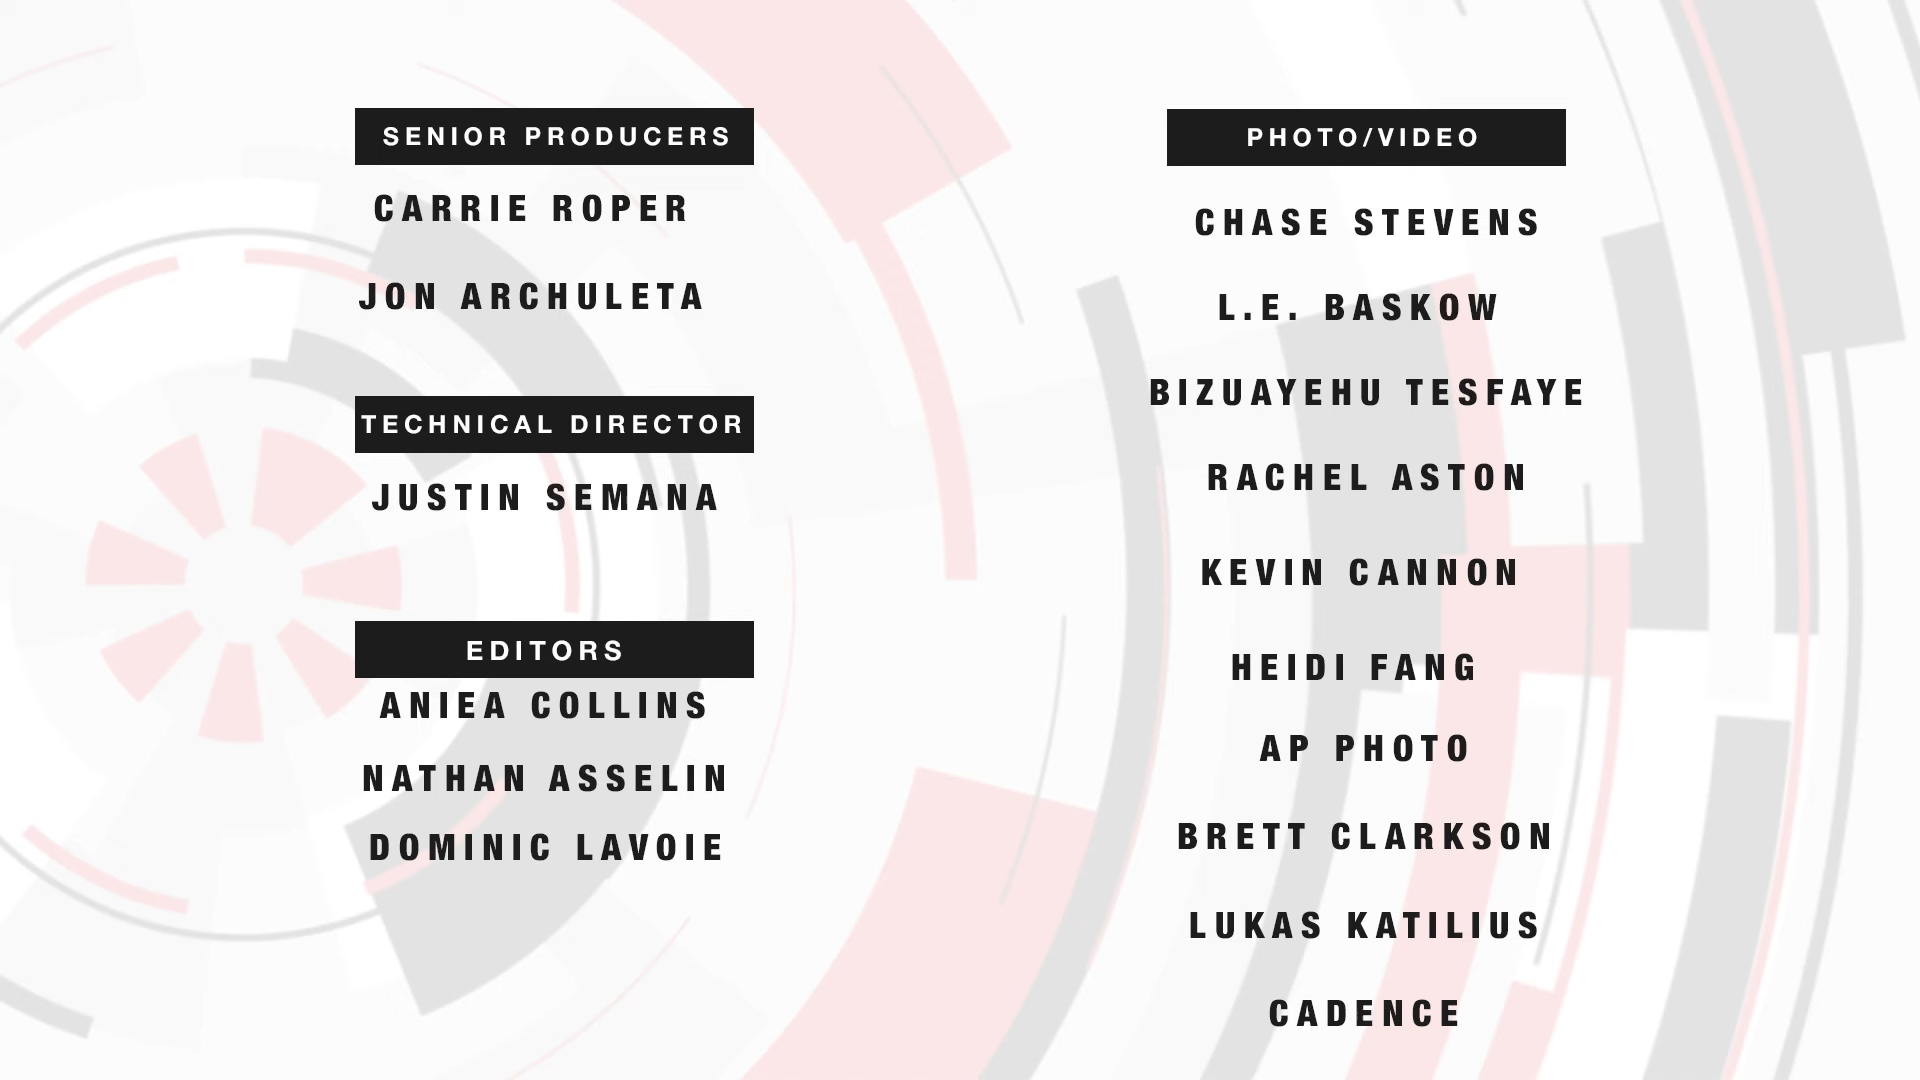 SENIOR PRODUCERS
CARRIE ROPER
JON ARCHULETA
TECHNICAL DIRECTOR
JUSTIN SEMANA
EDITORS
ANIEA COLLINS
NATHAN ASSELIN
DOMINIC LAVOIE
PHOTO/VIDEO
CHASE STEVENS
L.E. BASKOW
BIZUAYEHU TESFAYE
RACHEL ASTON
KEVIN CANNON
HEIDI FANG
AP PHOTO
BRETT CLARKSON
LUKAS KATILIUS
CADENCE